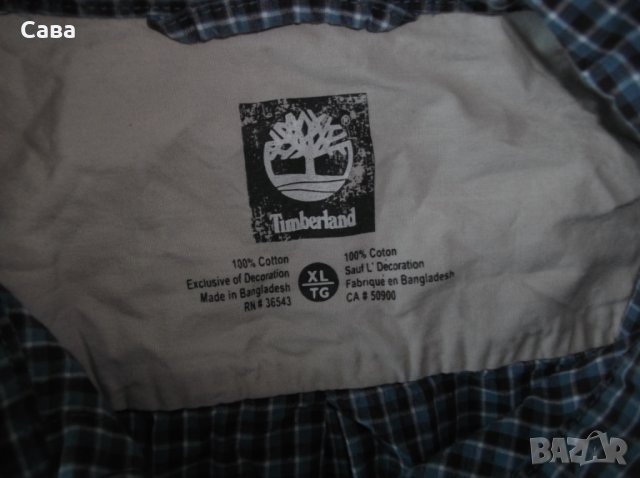 Сава
®
Timberland
100% Cotton
Exclusive of Decoration
Made in Bangladesh
RN # 36543
XL
TG
100% Coton
Sauf L' Decoration
Fabriqué en Bangladesh
CA # 50900
BAZAR